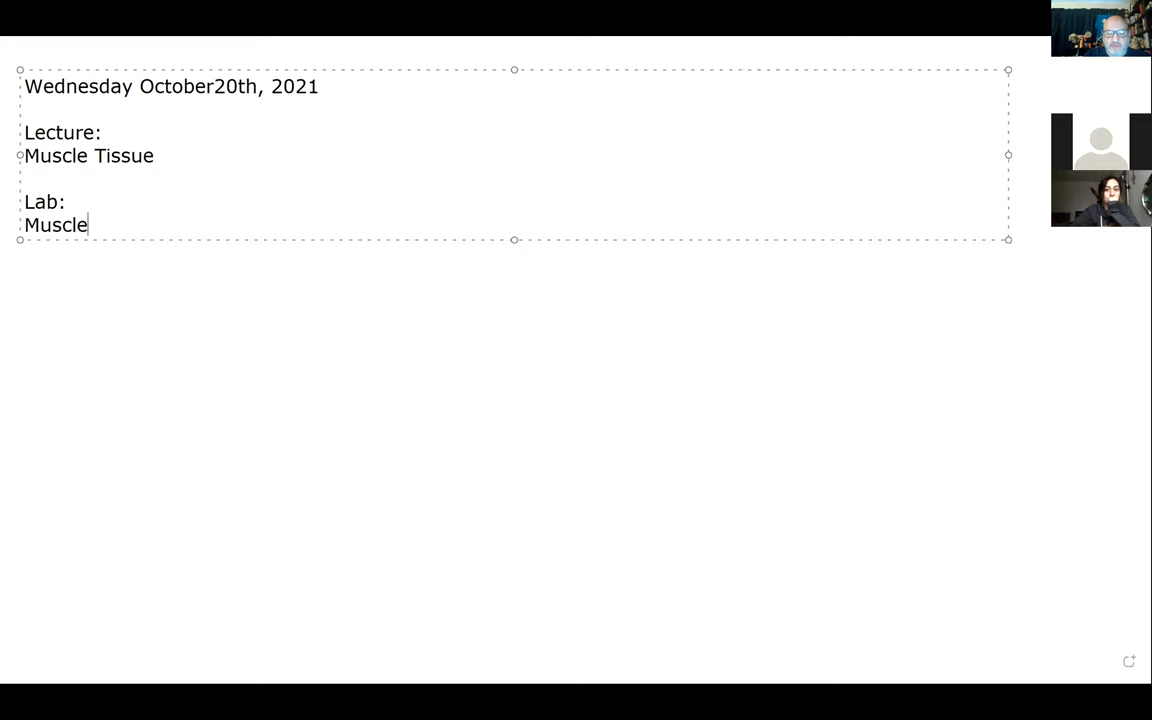 Wednesday October20th, 2021
Lecture:
Muscle Tissue
Lab:
Muscle